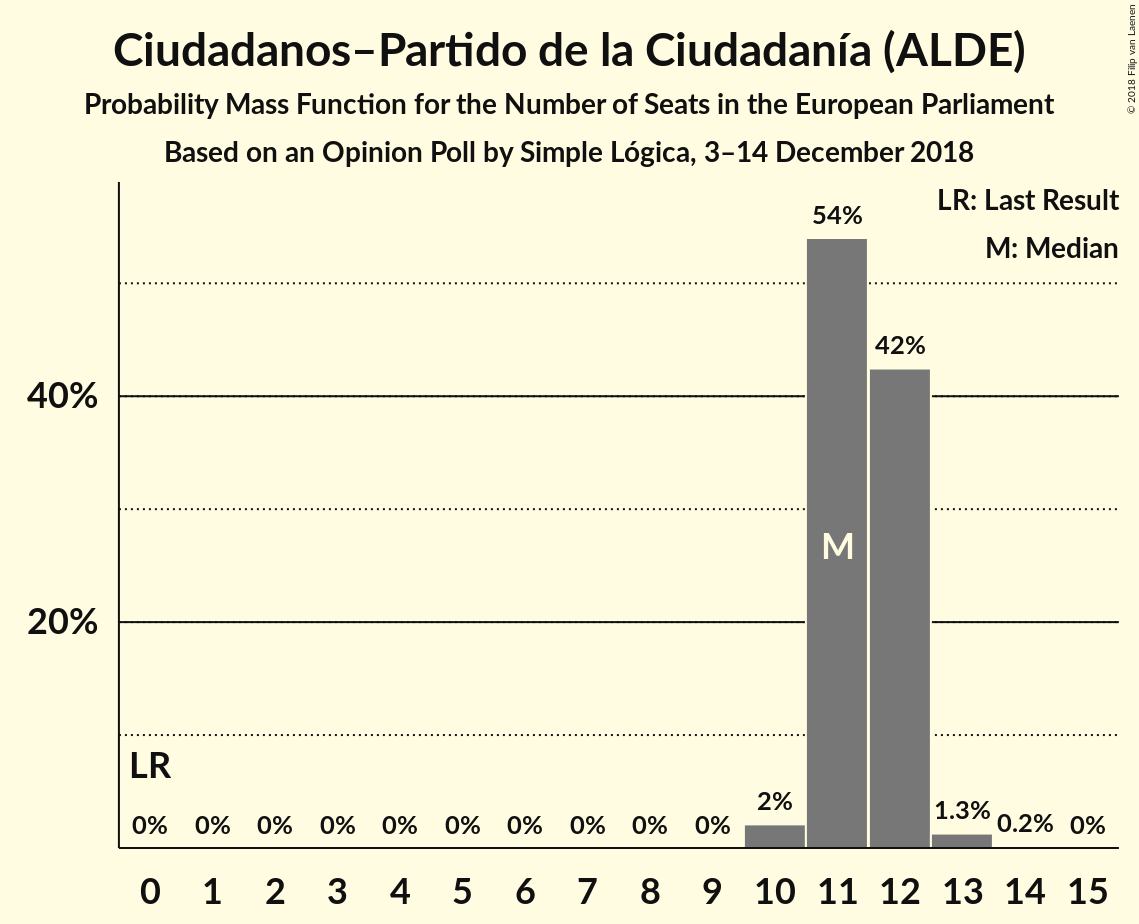 Ciudadanos–Partido de la Ciudadanía (ALDE)
Probability Mass Function for the Number of Seats in the European Parliament
Based on an Opinion Poll by Simple Lógica, 3–14 December 2018
© 2018 Filip van Laenen
LR: Last Result
M: Median
54%
42%
40%
M
20%
LR
0% 0% 0% 0% 0% 0% 0% 0% 0% 0% 2% 1.3% 0.2% 0%
0 1 2 3 4 5 6 7 8 9 10 11 12 13 14 15